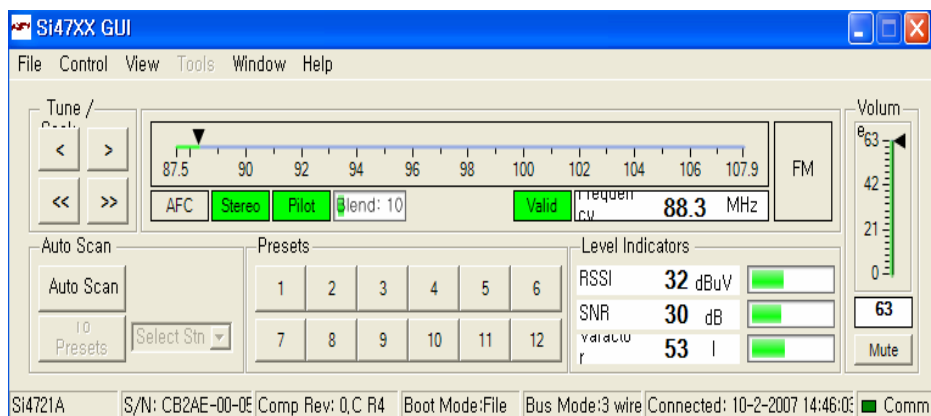 Si47XX GUI
File Control View Tools Window Help
Tune /
Volum
e
< >
<< >>
87.5 90 92 94 96 98 100 102 104 106 107.9
FM
AFC Stereo Pilot Blend: 10 Valid 88.3 MHz
63
42
21
0
63
Mute
Auto Scan
Auto Scan
Presets
Select Stn
Presets
1 2 3 4 5 6
7 8 9 10 11 12
Level Indicators
RSSI 32 dBuV
SNR 30 dB
r 53 I
Si4721A S/N: CB2AE-00-0E Comp Rev: 0,C R4 Boot Mode:File Bus Mode:3 wire Connected: 10-2-2007 14:46:03 Comm